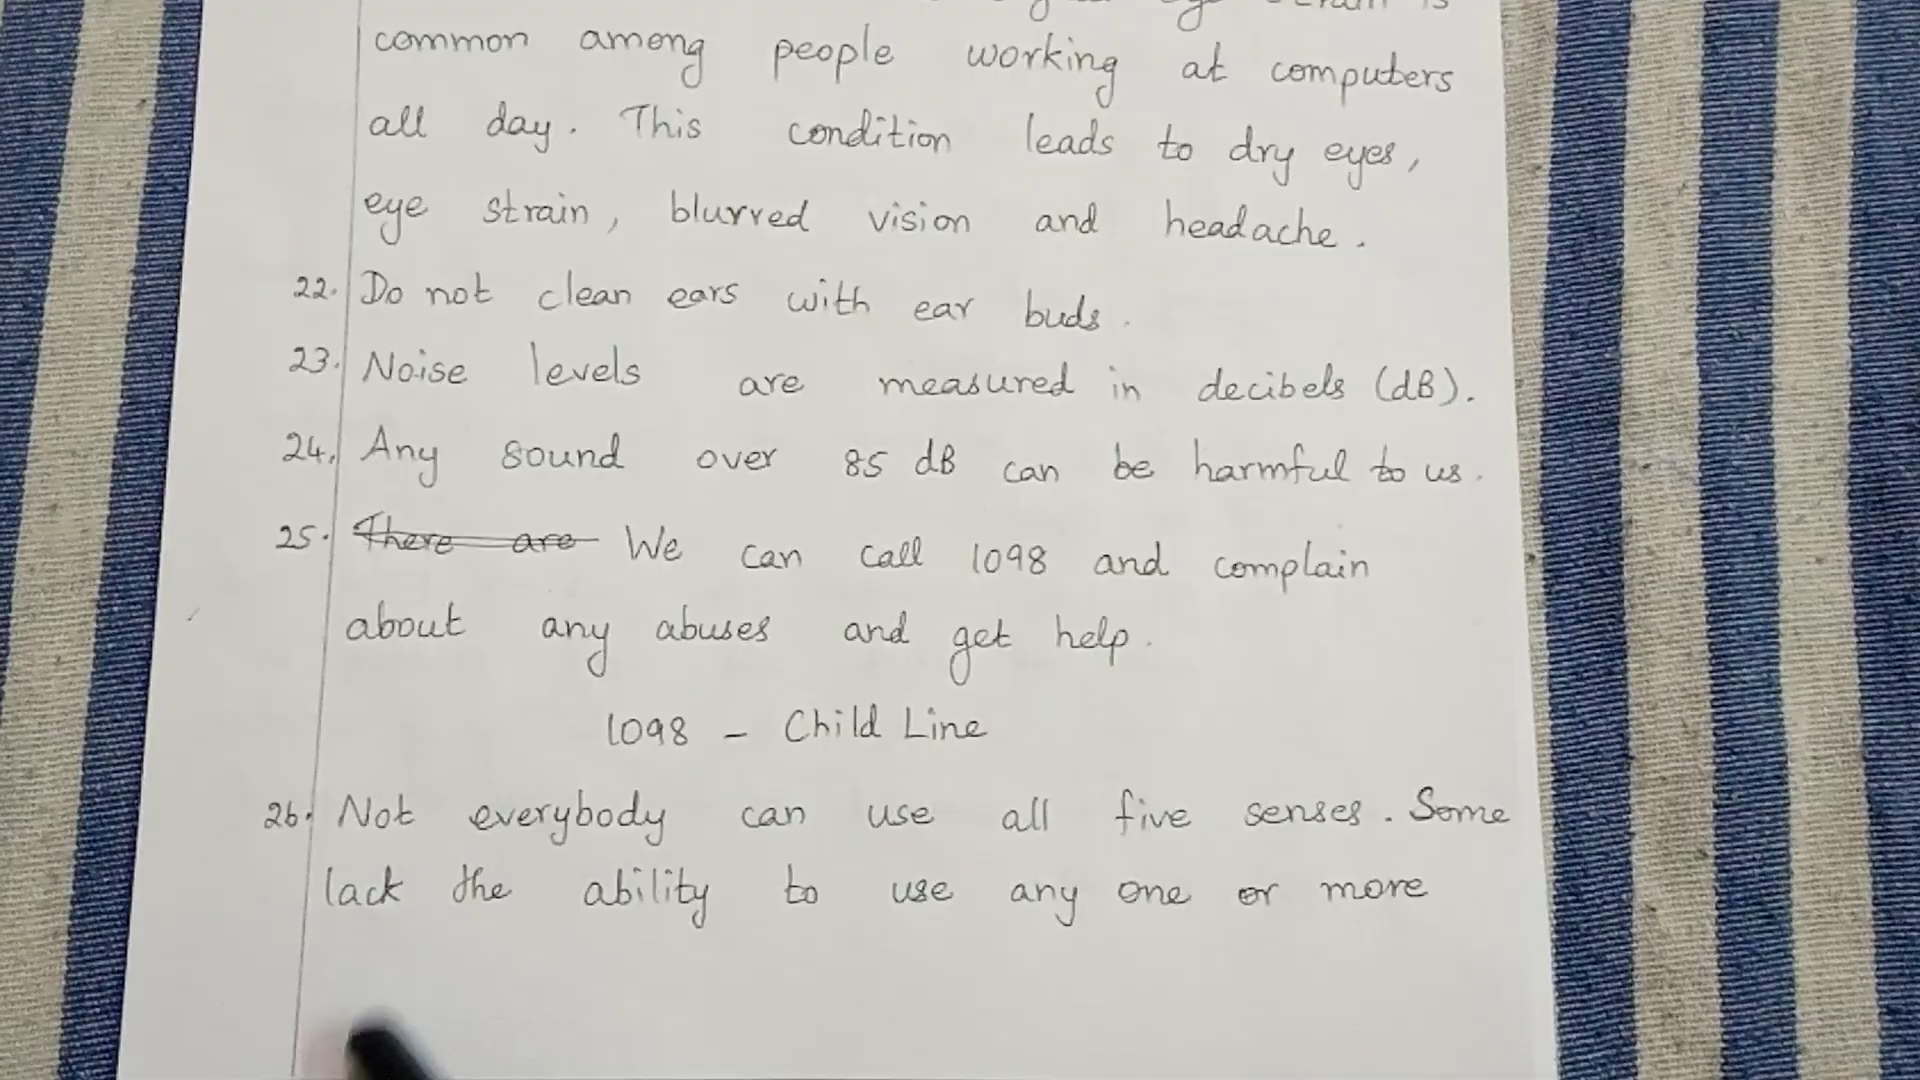 common among people working at computers
all day. This condition leads to dry eyes,
eye strain, blurred vision and headache.
22. Do not clean ears with ear buds.
23. Noise levels are measured in decibels (dB).
24. Any sound over 85 dB can be harmful to us.
25. There are We can call 1098 and complain
about any abuses and get help.
1098 - Child Line
26. Not everybody can use all five senses. Some
lack the ability to use any one or more